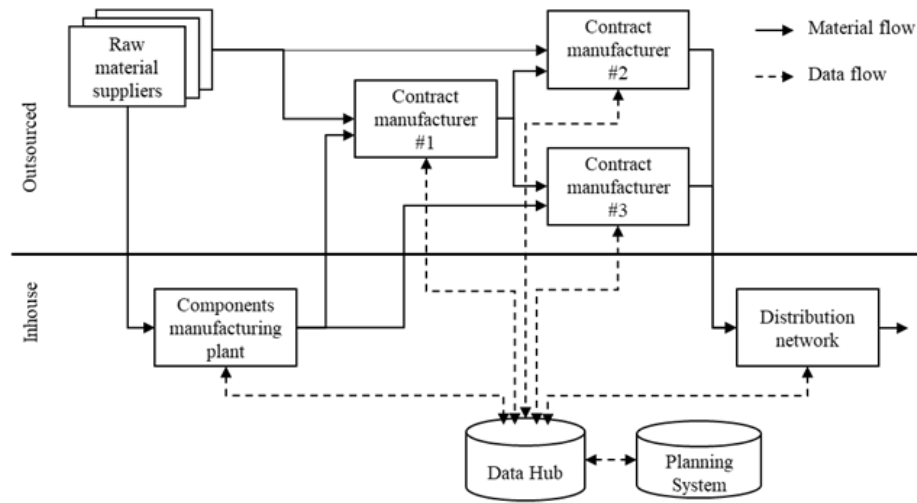 Raw
material
suppliers
Contract
manufacturer
#2
Material flow
Data flow
Contract
manufacturer
#1
Contract
manufacturer
#3
Outsourced
Inhouse
Components
manufacturing
plant
Distribution
network
Data Hub
Planning
System